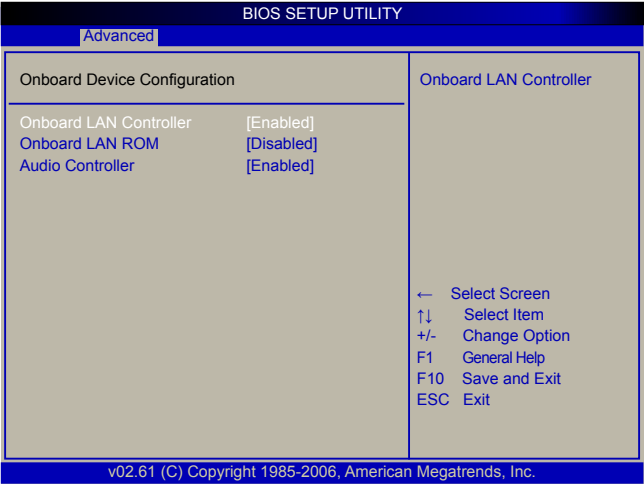 BIOS SETUP UTILITY
Advanced
Onboard Device Configuration
Onboard LAN Controller [Enabled]
Onboard LAN ROM [Disabled]
Audio Controller [Enabled]
Onboard LAN Controller
← Select Screen
↑↓ Select Item
+/- Change Option
F1 General Help
F10 Save and Exit
ESC Exit
v02.61 (C) Copyright 1985-2006, American Megatrends, Inc.